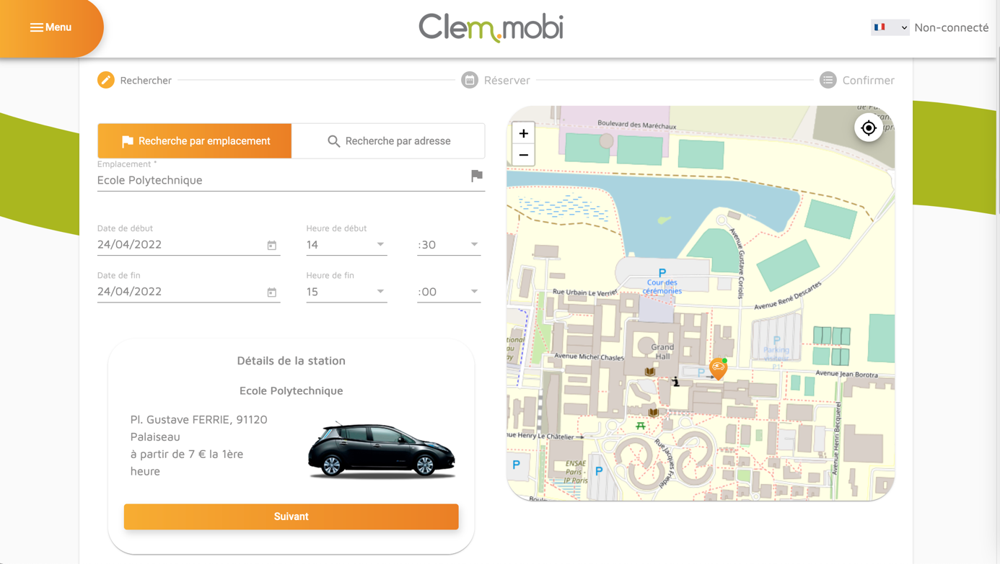 Menu
Clem.mobi
Non-connecté
Rechercher
Réserver
Confirmer
Recherche par emplacement
Recherche par adresse
Emplacement *
Ecole Polytechnique
Date de début
24/04/2022
Heure de début
14
:30
Date de fin
24/04/2022
Heure de fin
15
:00
Détails de la station
Ecole Polytechnique
Pl. Gustave FERRIE, 91120
Palaiseau
à partir de 7 € la 1ère
heure
Suivant
+
−
Boulevard des Maréchaux
Avenue Gustave Coriolis
P
Cour des
cérémonies
Rue Urbain Le Verrier
Avenue René Descartes
Grand
Hall
Avenue Michel Chasles
P
P
Parking
visiteur
P1
Avenue Jean Borotra
Avenue Henri Becquerel
ue Henry Le Châtelier
Rue Jacques Friedel
P
P
ENSAE
Paris -
IP Paris